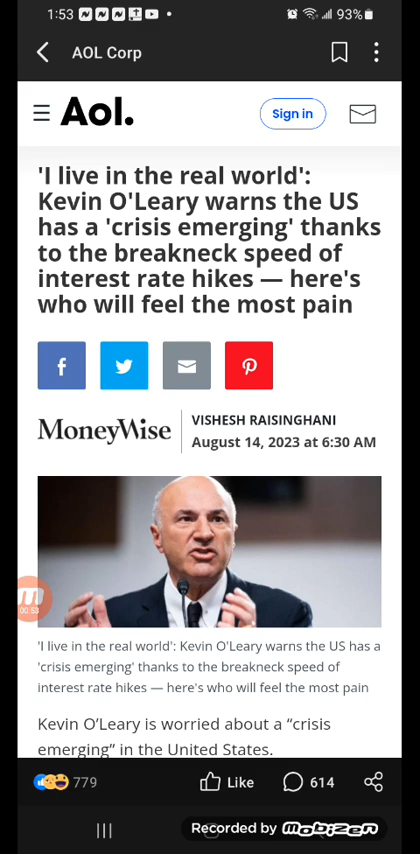 1:53
93%
AOL Corp
Aol.
Sign in
'I live in the real world':
Kevin O'Leary warns the US
has a 'crisis emerging' thanks
to the breakneck speed of
interest rate hikes — here's
who will feel the most pain
MoneyWise
VISHESH RAISINGHANI
August 14, 2023 at 6:30 AM
00:53
'I live in the real world': Kevin O'Leary warns the US has a
'crisis emerging' thanks to the breakneck speed of
interest rate hikes — here's who will feel the most pain
Kevin O'Leary is worried about a “crisis
emerging” in the United States.
779
Like
614
Recorded by mobizen